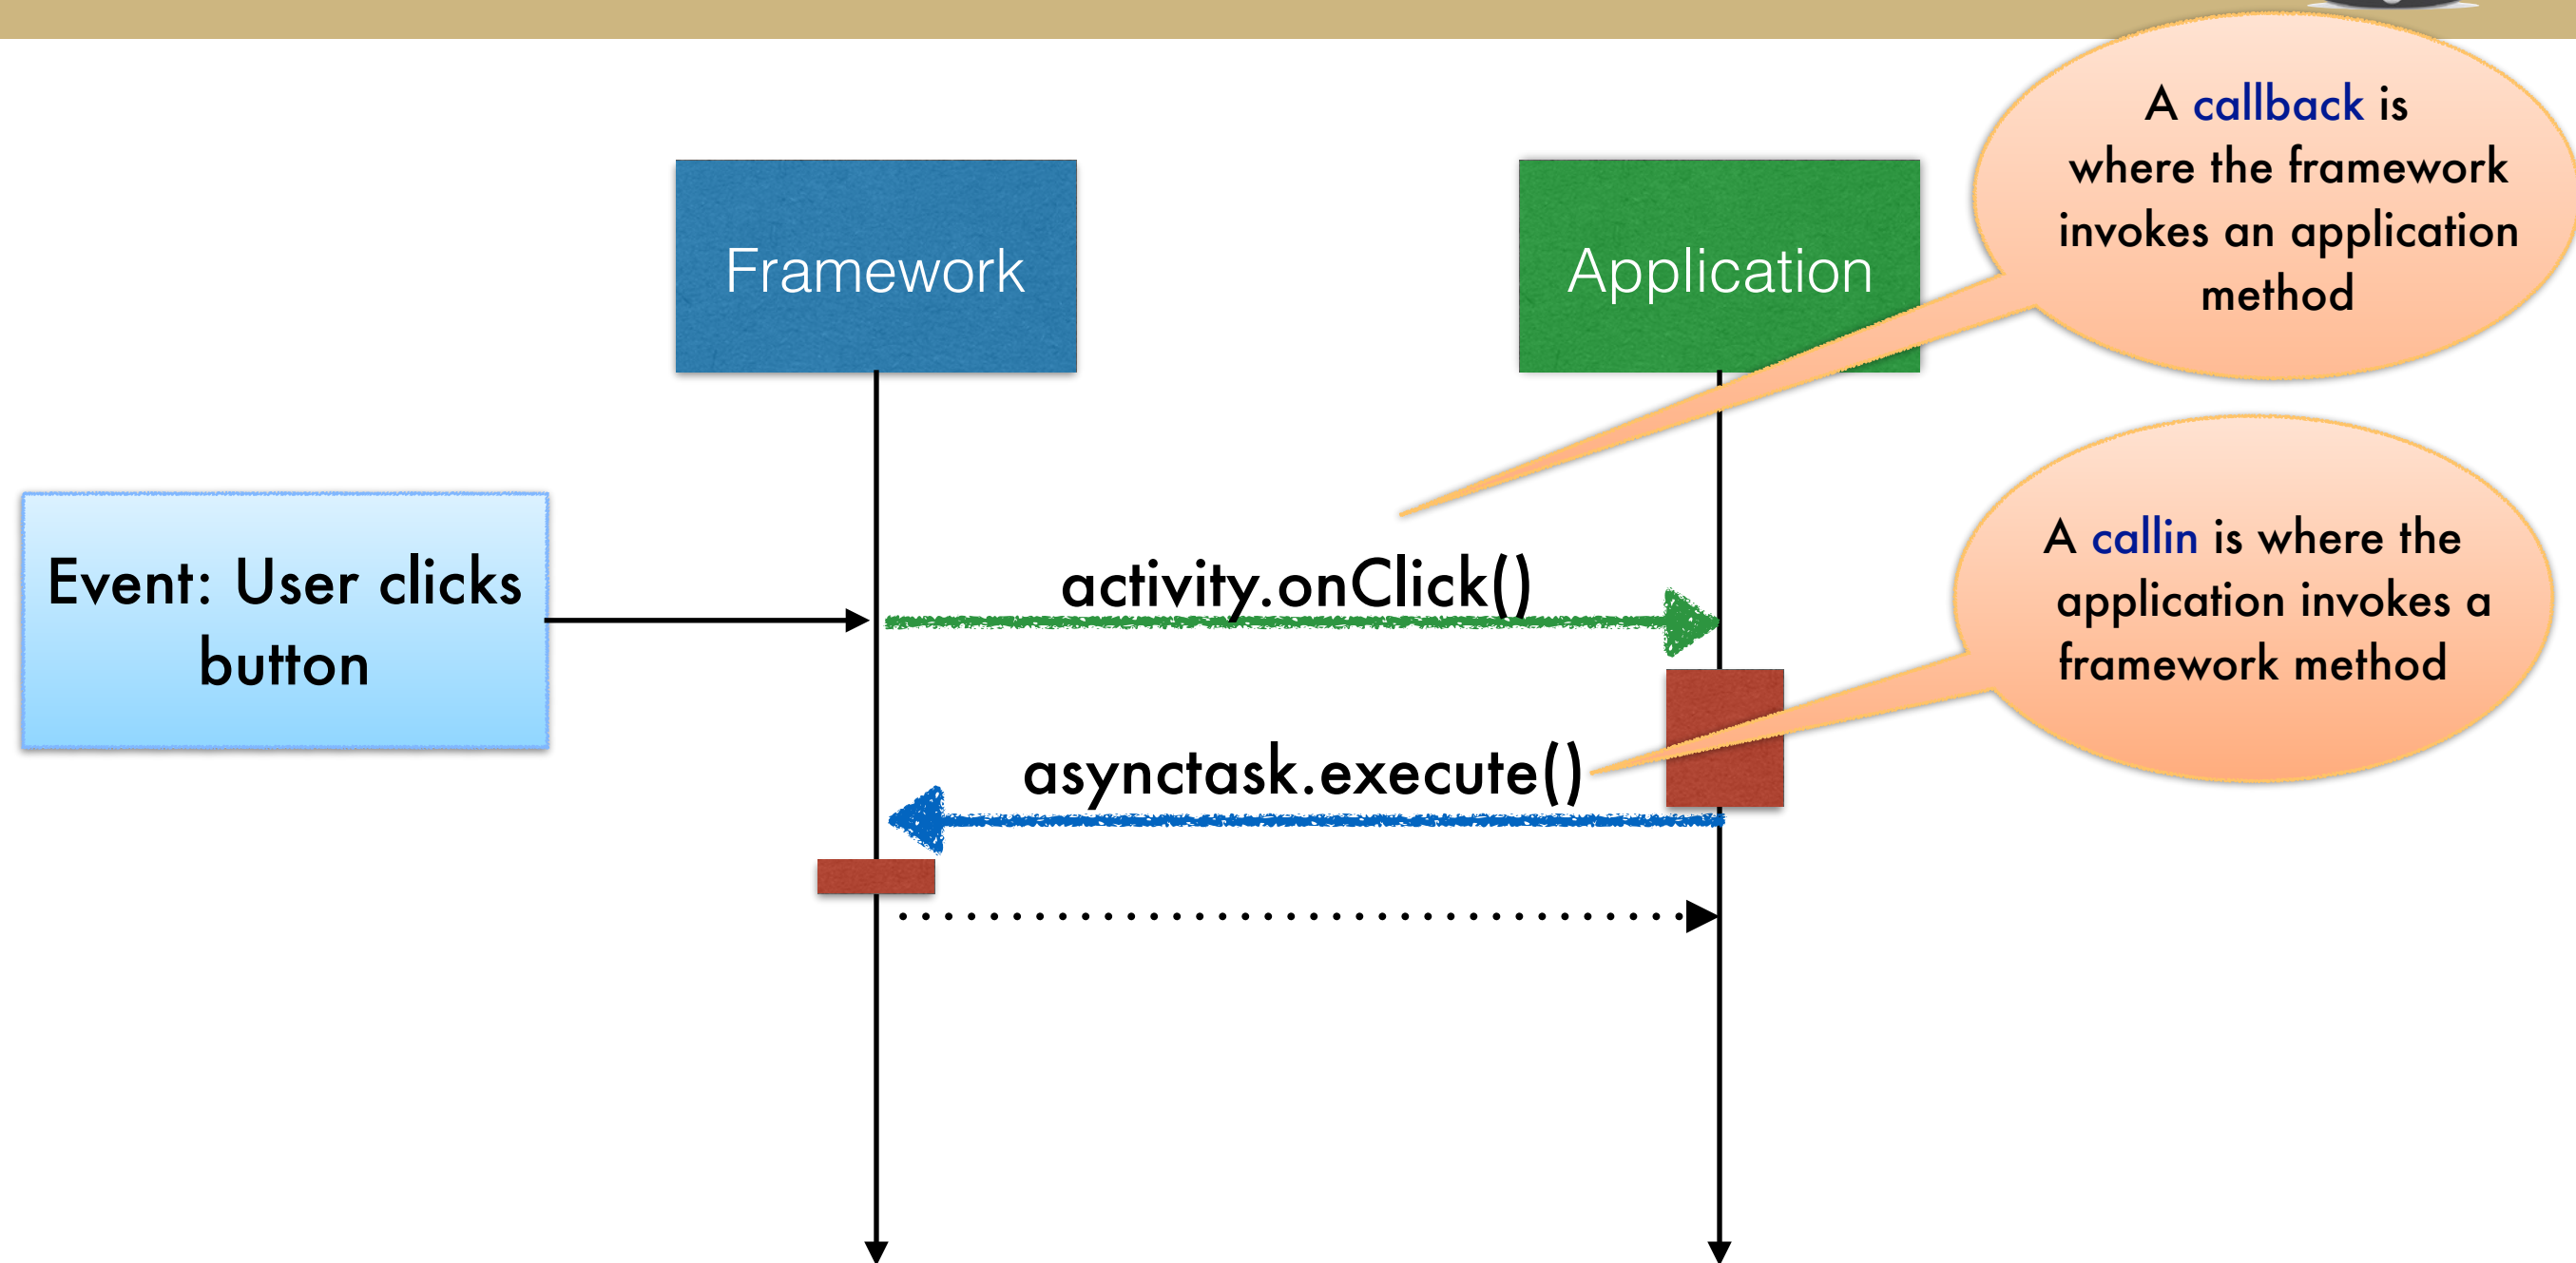 A callback is
where the framework
invokes an application
method
Framework
Application
A callin is where the
application invokes a
framework method
Event: User clicks
button
activity.onClick()
asynctask.execute()